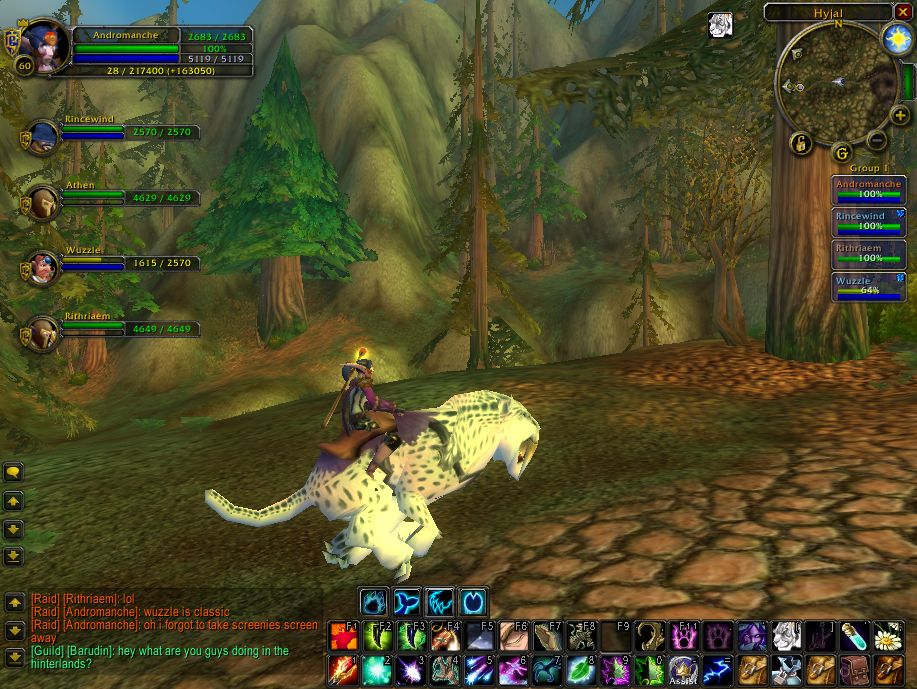 Andromanche
2683 / 2683
100%
5119 / 5119
60
28 / 217400 (+163050)
Rincewind
2570 / 2570
Athen
4629 / 4629
Wuzzle
1615 / 2570
Rithriaem
4649 / 4649
Hyjal
N
G
Group 1
Andromanche
100%
Rincewind
100%
Rithriaem
100%
Wuzzle
64%
[Raid] [Rithriaem]: lol
[Raid] [Andromanche]: wuzzle is classic
[Raid] [Andromanche]: oh i forgot to take screenies screen
away
[Guild] [Barudin]: hey what are you guys doing in the
hinterlands?
F1 F2 F3 F4 F5 F6 F7 F8 F9 F11
1 2 3 4 5 6 7 8 9 0 Assist =